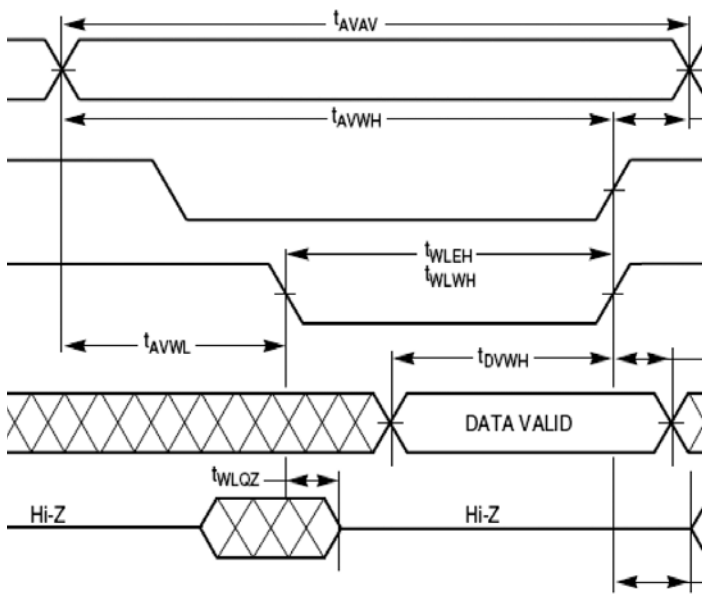 tAVAV
tAVWH
tWLEH
tWLWH
tAVWL
tDVWH
DATA VALID
tWLQZ
Hi-Z
Hi-Z